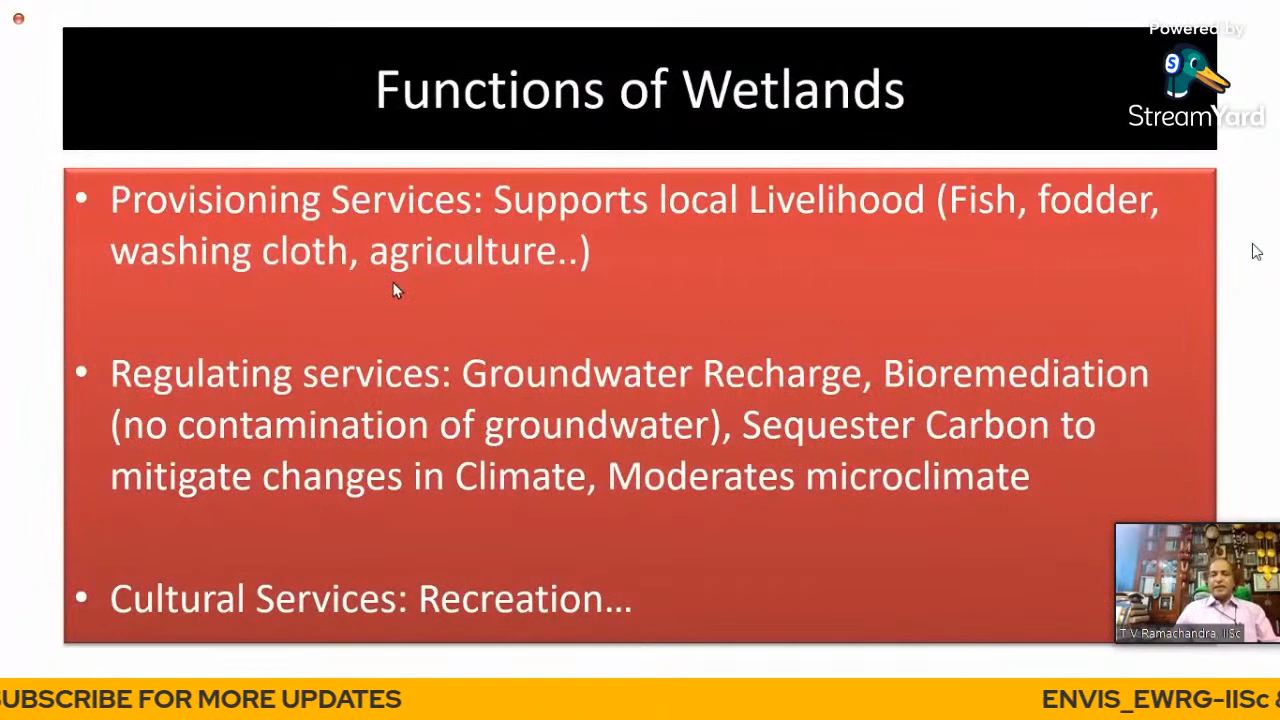 Powered by
StreamYard
Functions of Wetlands
• Provisioning Services: Supports local Livelihood (Fish, fodder,
washing cloth, agriculture..)
• Regulating services: Groundwater Recharge, Bioremediation
(no contamination of groundwater), Sequester Carbon to
mitigate changes in Climate, Moderates microclimate
• Cultural Services: Recreation...
T V Ramachandra, IISc
SUBSCRIBE FOR MORE UPDATES ENVIS_EWRG-IISc &